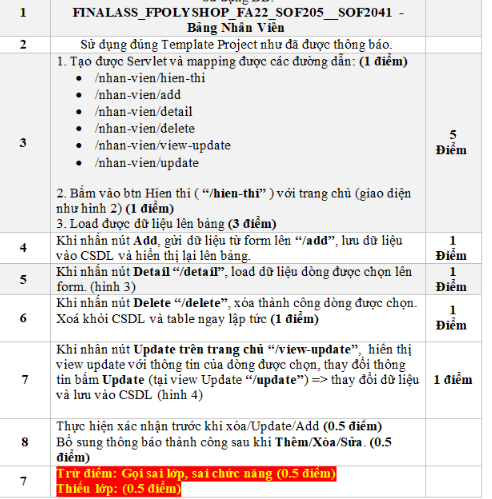 1
FINALASS_FPOLYSHOP_FA22_SOF205__SOF2041 -
Bảng Nhân Viên
2
Sử dụng đúng Template Project như đã được thông báo.
3
1. Tạo được Servlet và mapping được các đường dẫn: (1 điểm)
• /nhan-vien/hien-thi
• /nhan-vien/add
• /nhan-vien/detail
• /nhan-vien/delete
• /nhan-vien/view-update
• /nhan-vien/update
2. Bấm vào btn Hien thi ( “/hien-thi” ) với trang chủ (giao diện
như hình 2) (1 điểm)
3. Load được dữ liệu lên bảng (3 điểm)
5
Điểm
4
Khi nhấn nút Add, gửi dữ liệu từ form lên “/add”, lưu dữ liệu
vào CSDL và hiển thị lại lên bảng.
1
Điểm
5
Khi nhấn nút Detail “/detail”, load dữ liệu dòng được chọn lên
form. (hình 3)
1
Điểm
6
Khi nhấn nút Delete “/delete”, xóa thành công dòng được chọn.
Xoá khỏi CSDL và table ngay lập tức (1 điểm)
1
Điểm
7
Khi nhấn nút Update trên trang chủ “/view-update”, hiển thị
view update với thông tin của dòng được chọn, thay đổi thông
tin bấm Update (tại view Update “/update”) => thay đổi dữ liệu
và lưu vào CSDL (hình 4)
1 điểm
8
Thực hiện xác nhận trước khi xóa/Update/Add (0.5 điểm)
Bổ sung thông báo thành công sau khi Thêm/Xóa/Sửa. (0.5
điểm)
7
Trừ điểm: Gọi sai lớp, sai chức năng (0.5 điểm)
Thiếu lớp: (0.5 điểm)